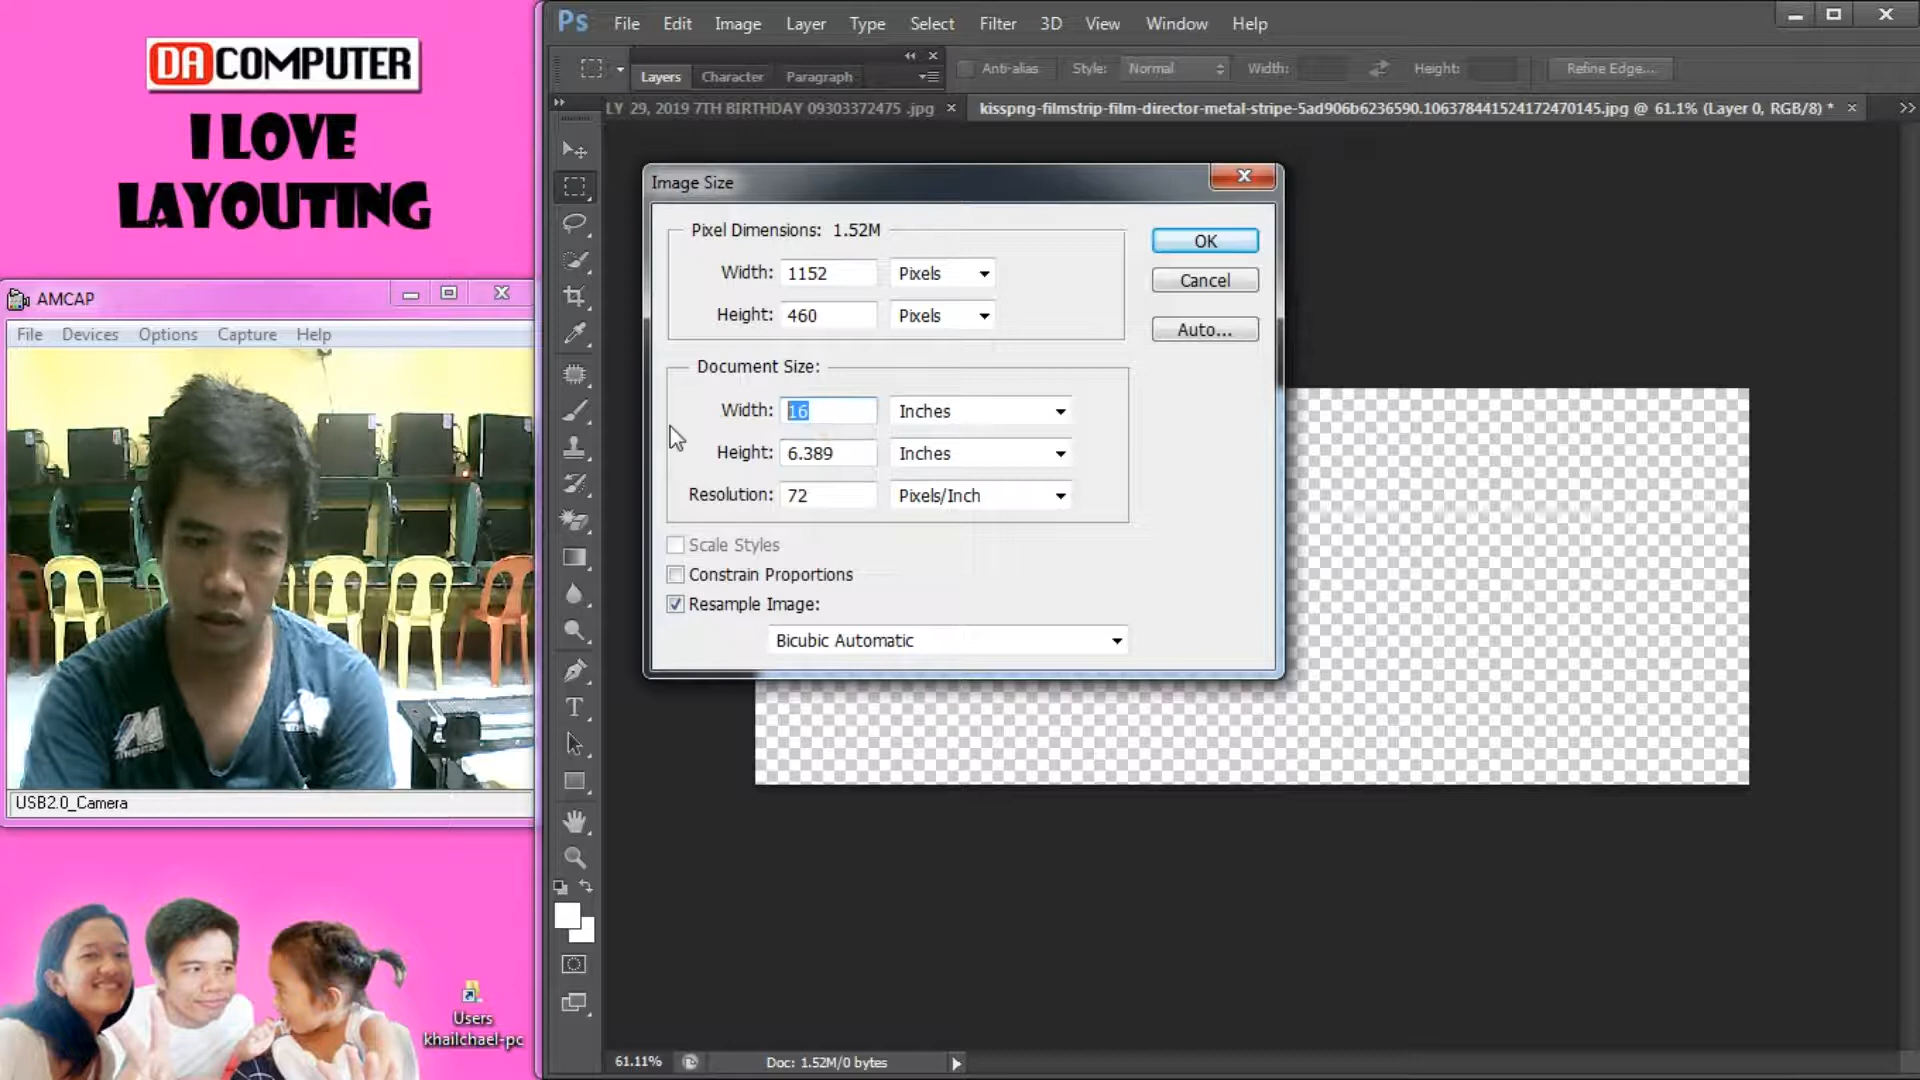 DA COMPUTER
I LOVE
LAYOUTING
AMCAP
File Devices Options Capture Help
USB2.0_Camera
Users
khailchael-pc
Ps File Edit Image Layer Type Select Filter 3D View Window Help
Layers Character Paragraph
Anti-alias Style: Normal Width: Height: Refine Edge...
LY 29, 2019 7TH BIRTHDAY 09303372475 .jpg ×
kisspng-filmstrip-film-director-metal-stripe-5ad906b6236590.1063784415241724701​45.jpg @ 61.1% (Layer 0, RGB/8) * ×
Image Size
Pixel Dimensions: 1.52M
Width: 1152 Pixels
Height: 460 Pixels
OK
Cancel
Auto...
Document Size:
Width: 16 Inches
Height: 6.389 Inches
Resolution: 72 Pixels/Inch
Scale Styles
Constrain Proportions
Resample Image:
Bicubic Automatic
61.11% Doc: 1.52M/0 bytes